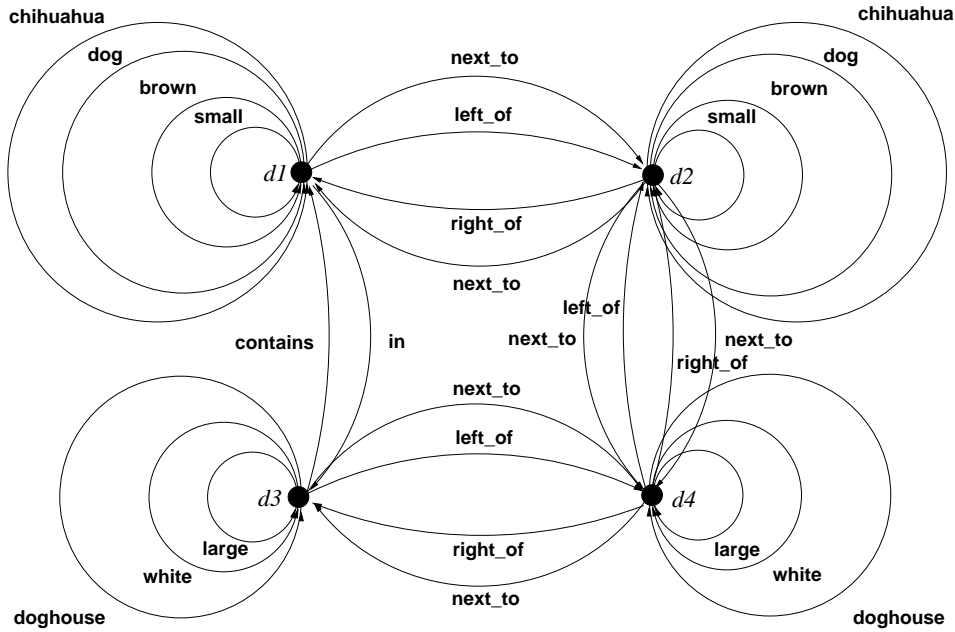 chihuahua
chihuahua
dog
next_to
dog
brown
brown
small
left_of
small
d1
d2
right_of
next_to
left_of
contains
in
next_to
next_to
right_of
next_to
left_of
d3
d4
large
right_of
large
white
white
next_to
doghouse
doghouse